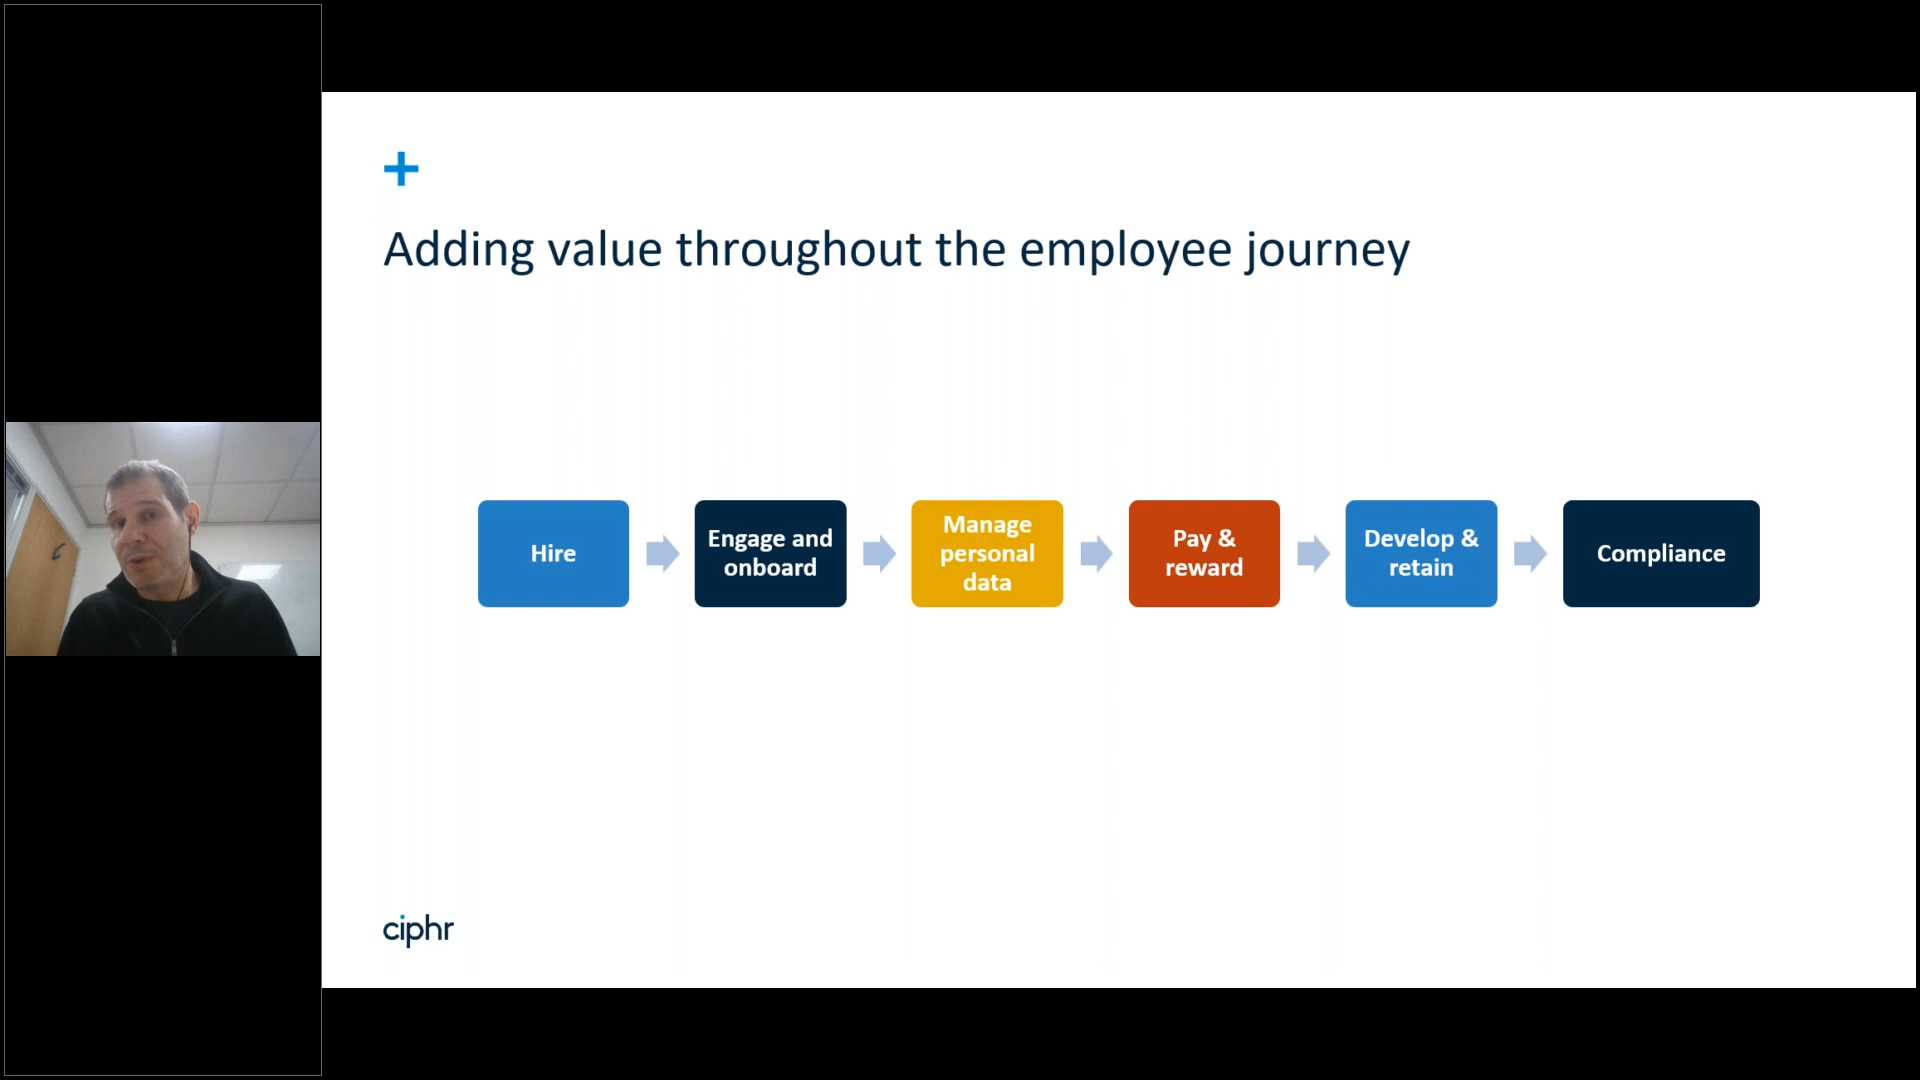 Adding value throughout the employee journey
Hire
Engage and
onboard
Manage
personal
data
Pay &
reward
Develop &
retain
Compliance
ciphr